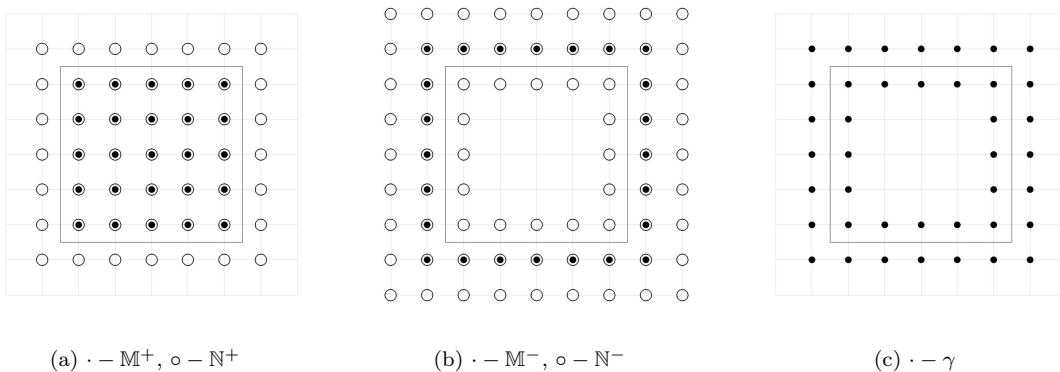 (a) · − 𝕄⁺, ∘ − ℕ⁺
(b) · − 𝕄⁻, ∘ − ℕ⁻
(c) · − γ